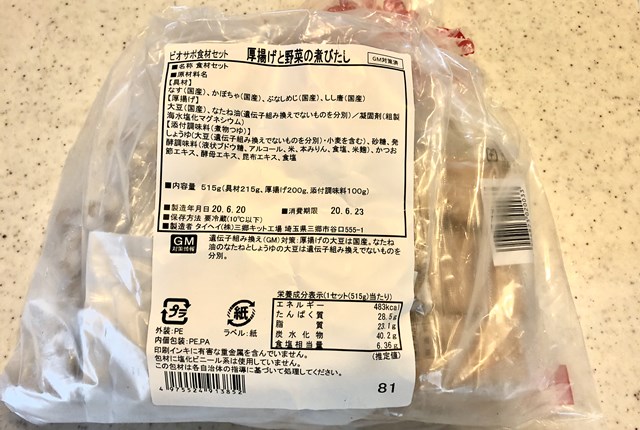 ビオサポ食材セット 厚揚げと野菜の煮びたし GM対策済
■名称 食材セット
■原材料名
【具材】
なす(国産)、かぼちゃ(国産)、ぶなしめじ(国産)、しし唐(国産)
【厚揚げ】
大豆(国産)、なたね油(遺伝子組み換えでないものを分別)/凝固剤(粗製
海水塩化マグネシウム)
【添付調味料(煮物つゆ)】
しょうゆ(大豆(遺伝子組み換えでないものを分別)・小麦を含む)、砂糖、発
酵調味料(液状ブドウ糖、アルコール、米、本みりん、食塩、米麹)、かつお
節エキス、酵母エキス、昆布エキス、食塩
■内容量 515g(具材215g、厚揚げ200g、添付調味料100g)
■製造年月日 20.6.20 ■消費期限 20.6.23
■保存方法 要冷蔵(10℃以下)
■製造者 タイヘイ(株)三郷キット工場 埼玉県三郷市谷口555-1
GM
対策情報
遺伝子組み換え(GM)対策:厚揚げの大豆は国産、なたね
油のなたねとしょうゆの大豆は遺伝子組み換えでないものを
分別。
プラ
紙
外装:PE ラベル:紙
内個包装:PE,PA
印刷インキに有害な重金属を含んでいません。
包材に塩化ビニール系は使用していません。
この包材は各自治体の指導に基づいて処理してください。
栄養成分表示(1セット(515g)当たり)
エネルギー 483kcal
たんぱく質 28.5g
脂質 23.1g
炭水化物 40.2g
食塩相当量 6.36g
(推定値)
4 975524 913852
81